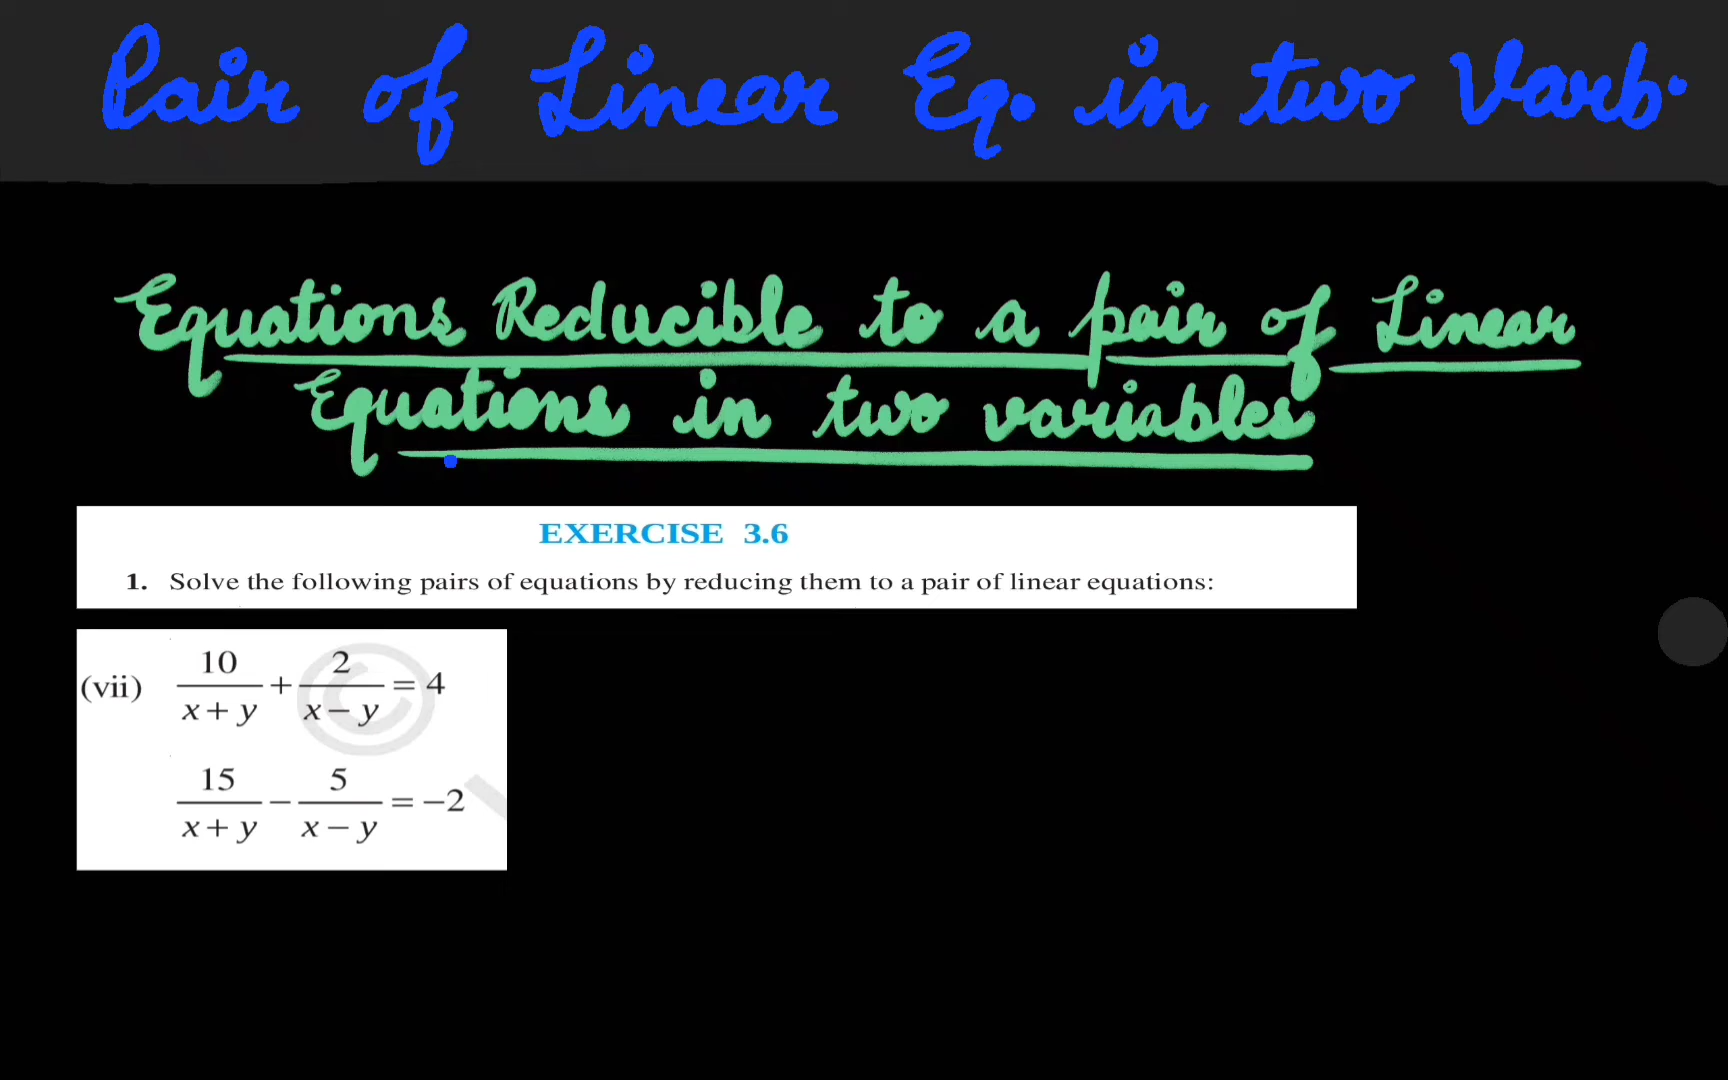 Pair of Linear Eq. in two Varb.
Equations Reducible to a pair of Linear
Equations in two variables
EXERCISE 3.6
1. Solve the following pairs of equations by reducing them to a pair of linear equations:
(vii) 10/(x + y) + 2/(x − y) = 4
15/(x + y) − 5/(x − y) = −2